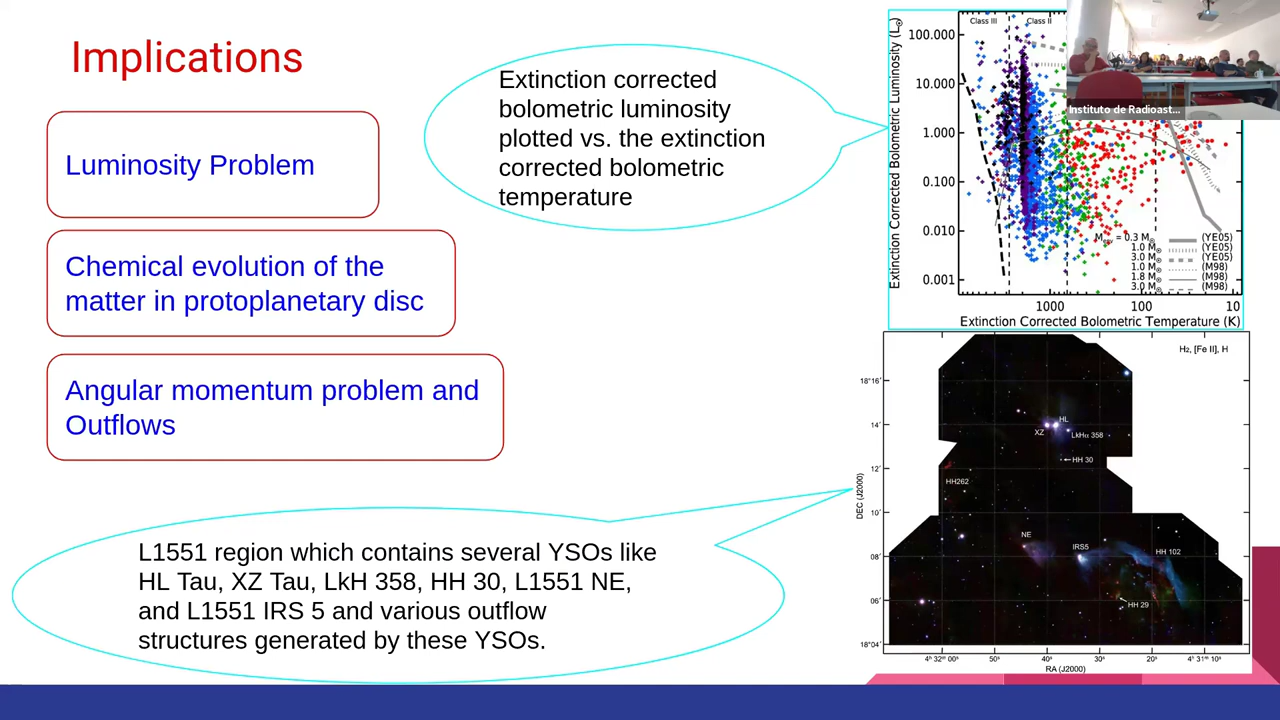 Implications
Luminosity Problem
Chemical evolution of the
matter in protoplanetary disc
Angular momentum problem and
Outflows
Extinction corrected
bolometric luminosity
plotted vs. the extinction
corrected bolometric
temperature
L1551 region which contains several YSOs like
HL Tau, XZ Tau, LkH 358, HH 30, L1551 NE,
and L1551 IRS 5 and various outflow
structures generated by these YSOs.
Extinction Corrected Bolometric Luminosity (L☉)
100.000
10.000
1.000
0.100
0.010
0.001
Class III
Class II
= 0.3 M☉ (YE05)
1.0 M☉ (YE05)
3.0 M☉ (YE05)
1.0 M☉ (M98)
1.8 M☉ (M98)
3.0 M☉ (M98)
1000 100 10
Extinction Corrected Bolometric Temperature (K)
Instituto de Radioast...
H₂, [Fe II], H
DEC (J2000)
18°16'
14'
12'
10'
08'
06'
18°04'
HL
XZ
LkHα 358
HH 30
HH262
NE
IRS5
HH 102
HH 29
4ʰ 32ᵐ 00ˢ 50ˢ 40ˢ 30ˢ 20ˢ 4ʰ 31ᵐ 10ˢ
RA (J2000)